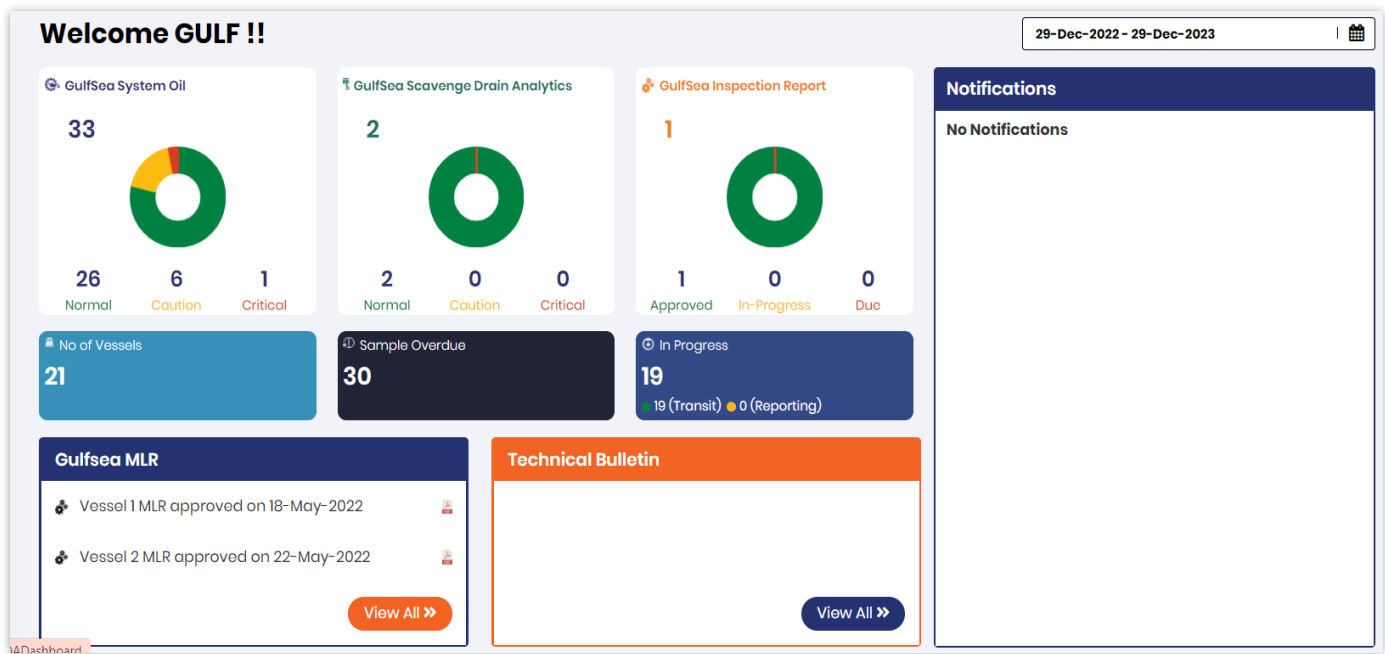 Welcome GULF !!
29-Dec-2022 - 29-Dec-2023
GulfSea System Oil
33
26 6 1
Normal Caution Critical
GulfSea Scavenge Drain Analytics
2
2 0 0
Normal Caution Critical
GulfSea Inspection Report
1
1 0 0
Approved In-Progress Due
Notifications
No Notifications
No of Vessels
21
Sample Overdue
30
In Progress
19
19 (Transit) 0 (Reporting)
Gulfsea MLR
Vessel 1 MLR approved on 18-May-2022
Vessel 2 MLR approved on 22-May-2022
View All »
Technical Bulletin
View All »